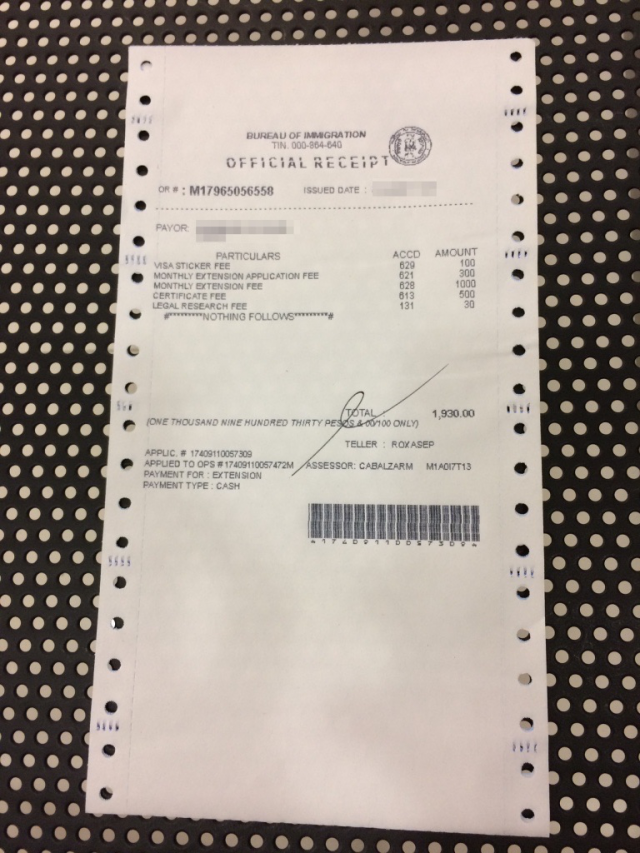 BUREAU OF IMMIGRATION
TIN. 000-864-640
OFFICIAL RECEIPT
OR # : M17965056558 ISSUED DATE :
PAYOR:
PARTICULARS ACCD AMOUNT
VISA STICKER FEE 629 100
MONTHLY EXTENSION APPLICATION FEE 621 300
MONTHLY EXTENSION FEE 628 1000
CERTIFICATE FEE 613 500
LEGAL RESEARCH FEE 131 30
#*********NOTHING FOLLOWS*********#
TOTAL : 1,930.00
(ONE THOUSAND NINE HUNDRED THIRTY PESOS & 00/100 ONLY)
TELLER : ROXASEP
APPLIC. # 17409110057309
APPLIED TO OPS #17409110057472M ASSESSOR: CABALZARM M1A0I7T13
PAYMENT FOR : EXTENSION
PAYMENT TYPE : CASH